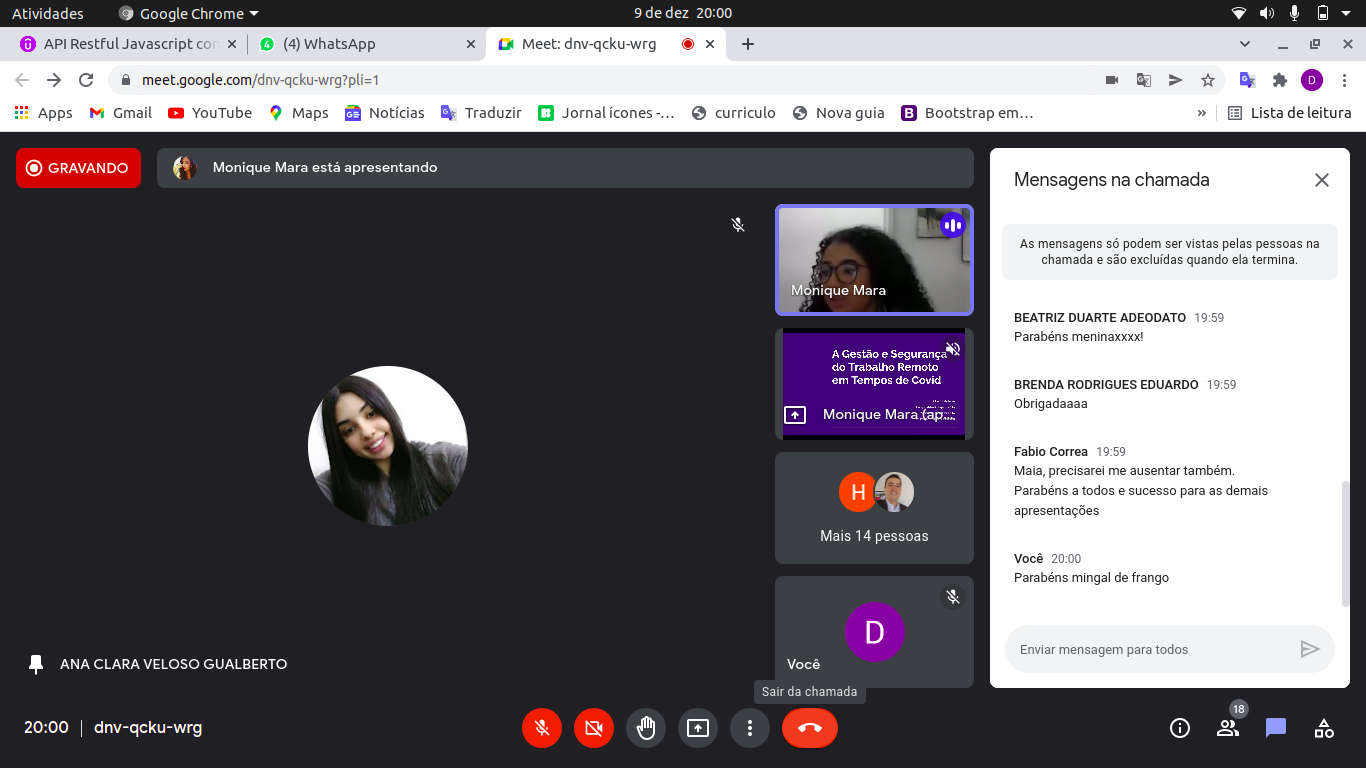 Atividades
Google Chrome
9 de dez 20:00
API Restful Javascript con
(4) WhatsApp
Meet: dnv-qcku-wrg
meet.google.com/dnv-qcku-wrg?pli=1
D
Apps
Gmail
YouTube
Maps
Notícias
Traduzir
Jornal ícones -...
curriculo
Nova guia
Bootstrap em...
»
Lista de leitura
GRAVANDO
Monique Mara está apresentando
Monique Mara
A Gestão e Segurança
do Trabalho Remoto
em Tempos de Covid
Monique Mara (ap...
H
Mais 14 pessoas
D
Você
ANA CLARA VELOSO GUALBERTO
Mensagens na chamada
As mensagens só podem ser vistas pelas pessoas na
chamada e são excluídas quando ela termina.
BEATRIZ DUARTE ADEODATO 19:59
Parabéns meninaxxxx!
BRENDA RODRIGUES EDUARDO 19:59
Obrigadaaaa
Fabio Correa 19:59
Maia, precisarei me ausentar também.
Parabéns a todos e sucesso para as demais
apresentações
Você 20:00
Parabéns mingal de frango
Enviar mensagem para todos
Sair da chamada
20:00 | dnv-qcku-wrg
18